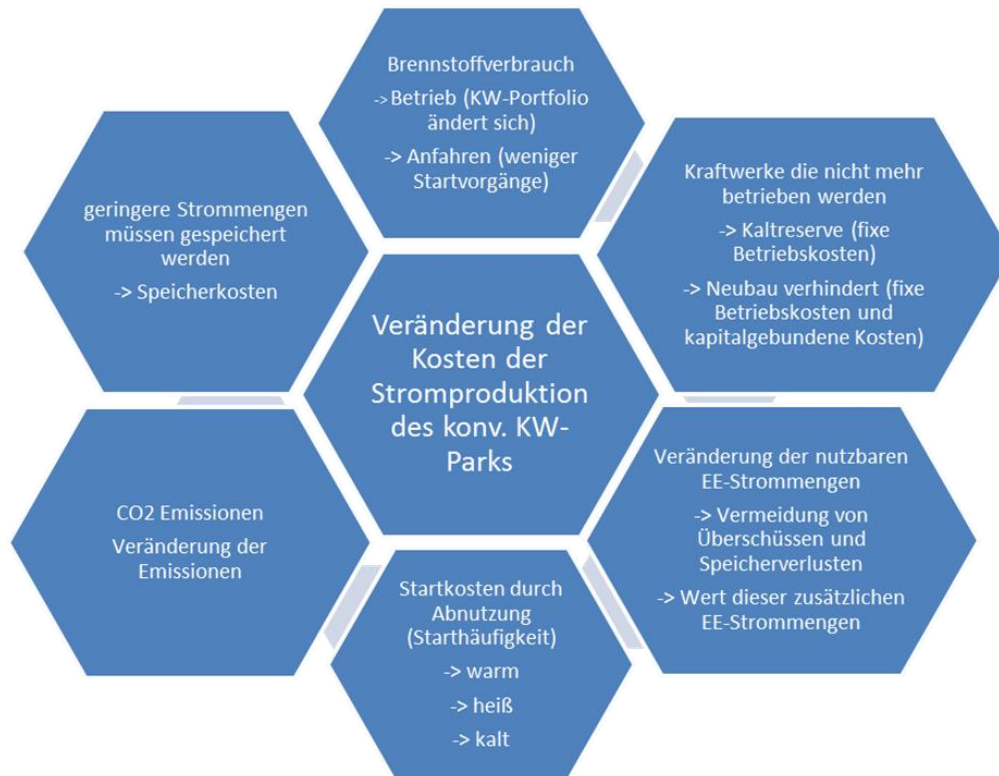 Brennstoffverbrauch
-> Betrieb (KW-Portfolio
ändert sich)
-> Anfahren (weniger
Startvorgänge)
Kraftwerke die nicht mehr
betrieben werden
-> Kaltreserve (fixe
Betriebskosten)
-> Neubau verhindert (fixe
Betriebskosten und
kapitalgebundene Kosten)
geringere Strommengen
müssen gespeichert
werden
-> Speicherkosten
Veränderung der
Kosten der
Stromproduktion
des konv. KW-
Parks
Veränderung der nutzbaren
EE-Strommengen
-> Vermeidung von
Überschüssen und
Speicherverlusten
-> Wert dieser zusätzlichen
EE-Strommengen
CO2 Emissionen
Veränderung der
Emissionen
Startkosten durch
Abnutzung
(Starthäufigkeit)
-> warm
-> heiß
-> kalt